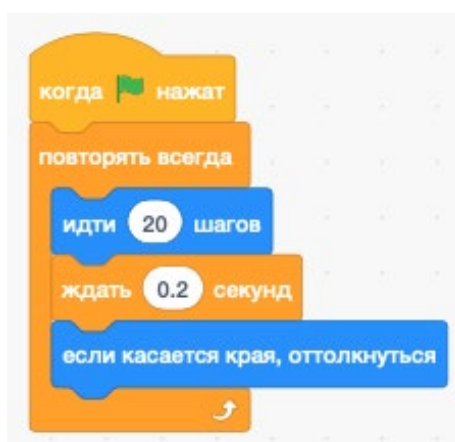 когда нажат
повторять всегда
идти 20 шагов
ждать 0.2 секунд
если касается края, оттолкнуться